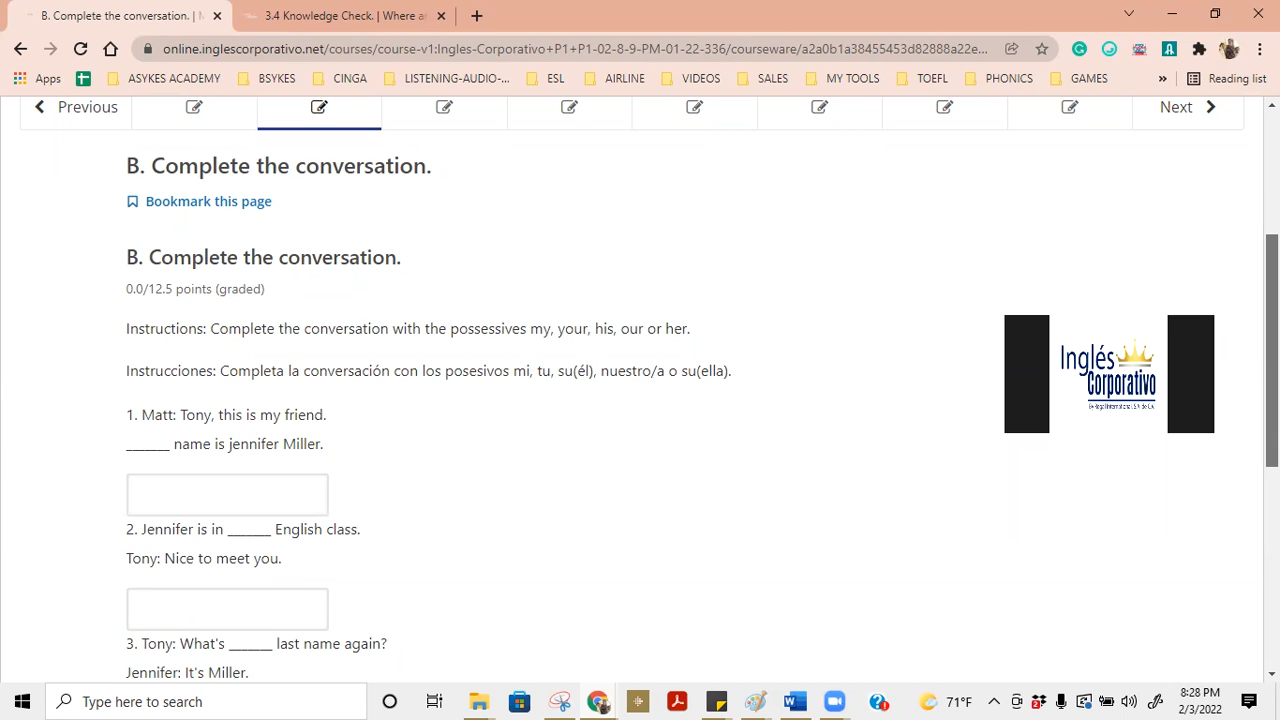 B. Complete the conversation. |
3.4 Knowledge Check. | Where a
online.inglescorporativo.net/courses/course-v1:Ingles-Corporativo+P1+P1-02-8-9-PM-01-22-336/courseware/a2a0b1a38455453d82888a22e...
Apps ASYKES ACADEMY BSYKES CINGA LISTENING-AUDIO-... ESL AIRLINE VIDEOS SALES MY TOOLS TOEFL PHONICS GAMES » Reading list
Previous Next
B. Complete the conversation.
Bookmark this page
B. Complete the conversation.
0.0/12.5 points (graded)
Instructions: Complete the conversation with the possessives my, your, his, our or her.
Instrucciones: Completa la conversación con los posesivos mi, tu, su(él), nuestro/a o su(ella).
Inglés
Corporativo
1. Matt: Tony, this is my friend.
_______ name is jennifer Miller.
2. Jennifer is in _______ English class.
Tony: Nice to meet you.
3. Tony: What's _______ last name again?
Jennifer: It's Miller.
Type here to search
71°F
8:28 PM
2/3/2022